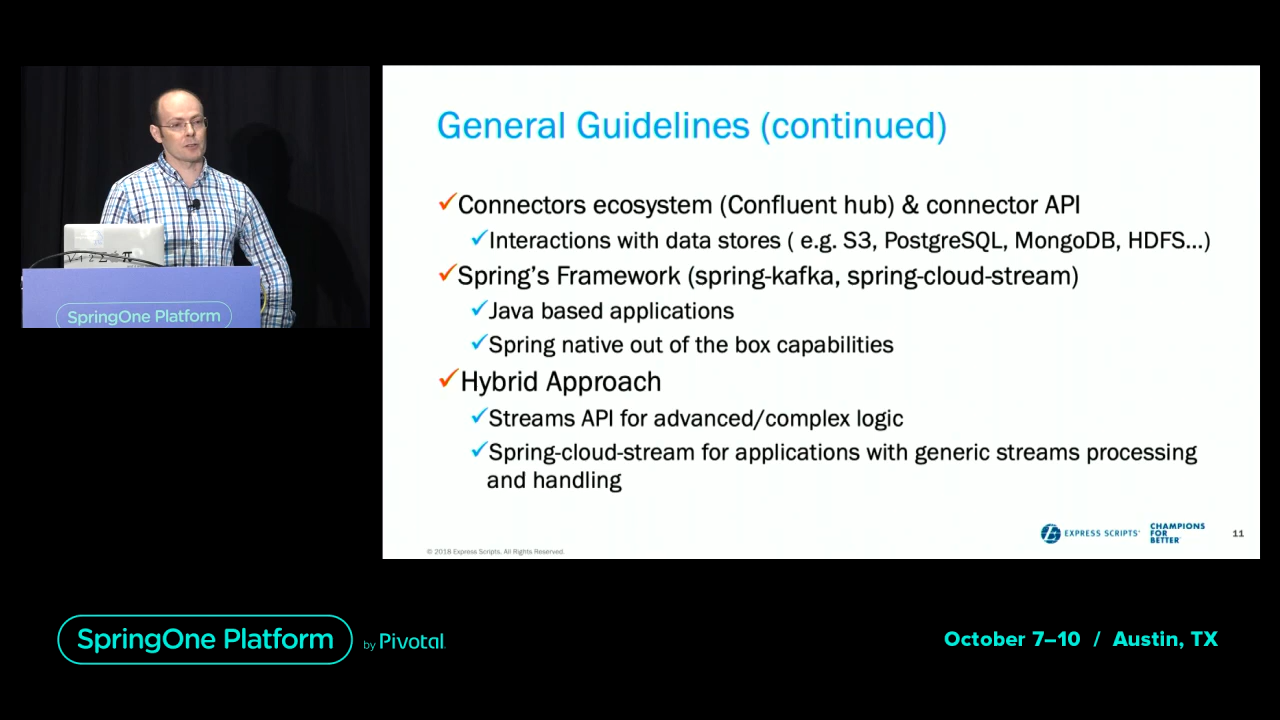 General Guidelines (continued)
✓Connectors ecosystem (Confluent hub) & connector API
✓Interactions with data stores ( e.g. S3, PostgreSQL, MongoDB, HDFS...)
✓Spring's Framework (spring-kafka, spring-cloud-stream)
✓Java based applications
✓Spring native out of the box capabilities
✓Hybrid Approach
✓Streams API for advanced/complex logic
✓Spring-cloud-stream for applications with generic streams processing
and handling
© 2018 Express Scripts. All Rights Reserved.
EXPRESS SCRIPTS®
CHAMPIONS
FOR
BETTER
11
SpringOne Platform
SpringOne Platform
by Pivotal
October 7–10 / Austin, TX